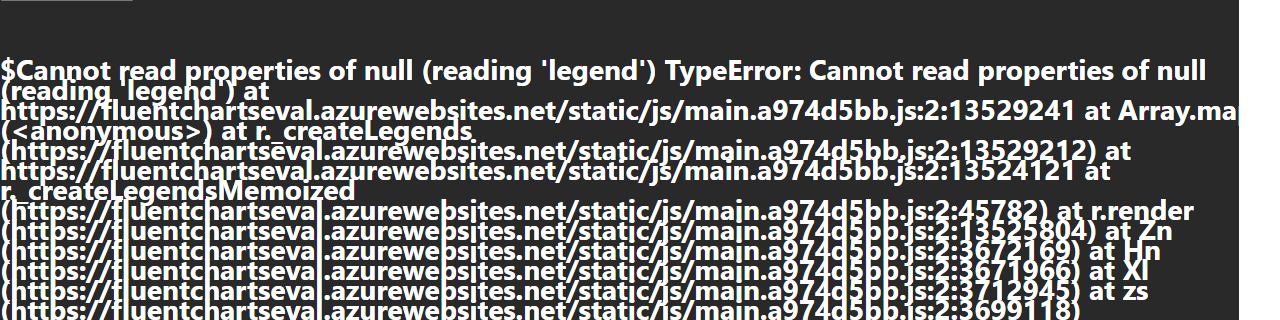 $Cannot read properties of null (reading 'legend') TypeError: Cannot read properties of null
(reading 'legend') at
https://fluentchartseval.azurewebsites.net/static/js/main.a974d5bb.js:2:13529241 at Array.map
(<anonymous>) at r._createLegends
(https://fluentchartseval.azurewebsites.net/static/js/main.a974d5bb.js:2:13529212) at
https://fluentchartseval.azurewebsites.net/static/js/main.a974d5bb.js:2:13524121 at
r._createLegendsMemoized
(https://fluentchartseval.azurewebsites.net/static/js/main.a974d5bb.js:2:45782) at r.render
(https://fluentchartseval.azurewebsites.net/static/js/main.a974d5bb.js:2:13525804) at Zn
(https://fluentchartseval.azurewebsites.net/static/js/main.a974d5bb.js:2:3672169) at Hn
(https://fluentchartseval.azurewebsites.net/static/js/main.a974d5bb.js:2:3671966) at Xl
(https://fluentchartseval.azurewebsites.net/static/js/main.a974d5bb.js:2:3712945) at zs
(https://fluentchartseval.azurewebsites.net/static/js/main.a974d5bb.js:2:3699118)